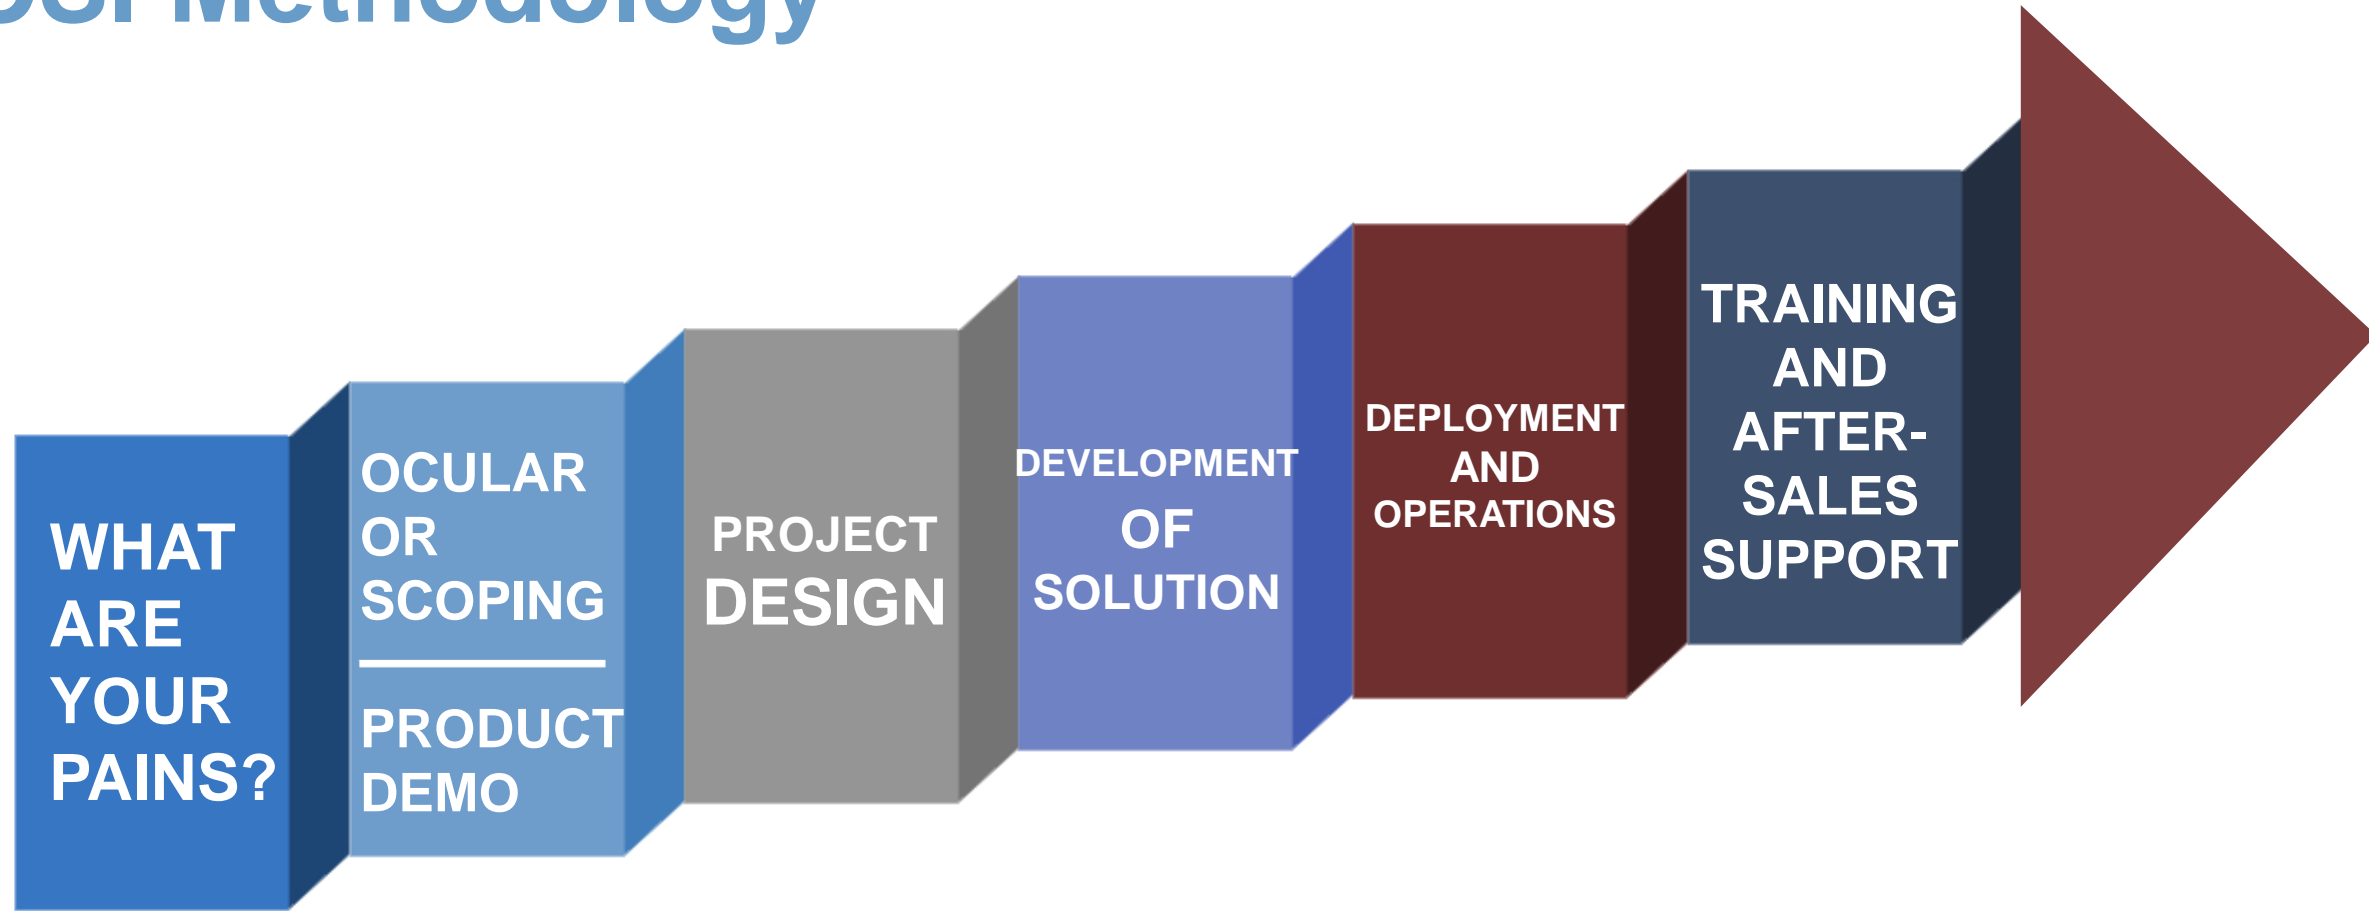 Methodology
WHAT
ARE
YOUR
PAINS?
OCULAR
OR
SCOPING
PRODUCT
DEMO
PROJECT
DESIGN
DEVELOPMENT
OF
SOLUTION
DEPLOYMENT
AND
OPERATIONS
TRAINING
AND
AFTER-
SALES
SUPPORT